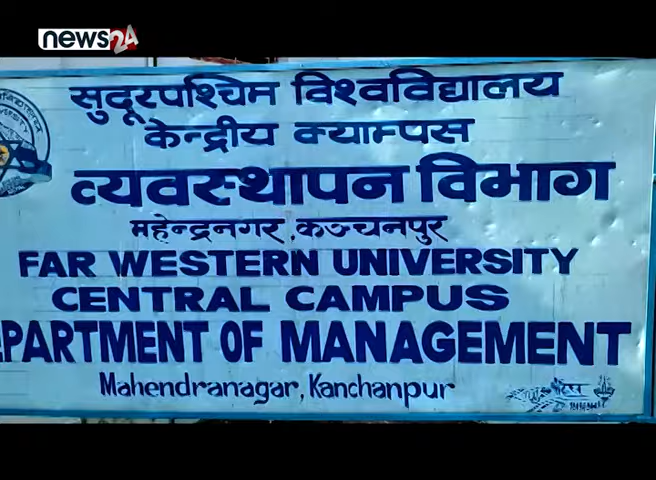 news24
सुदूरपश्चिम विश्वविद्यालय
केन्द्रीय क्याम्पस
व्यवस्थापन विभाग
महेन्द्रनगर, कञ्चनपुर
FAR WESTERN UNIVERSITY
CENTRAL CAMPUS
EPARTMENT OF MANAGEMENT
Mahendranagar, Kanchanpur